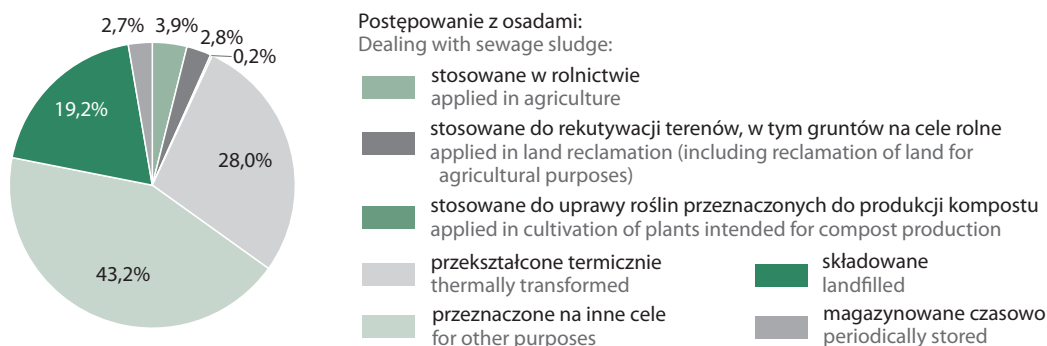 2,7%
3,9%
2,8%
0,2%
19,2%
28,0%
43,2%
Postępowanie z osadami:
Dealing with sewage sludge:
stosowane w rolnictwie
applied in agriculture
stosowane do rekutywacji terenów, w tym gruntów na cele rolne
applied in land reclamation (including reclamation of land for
agricultural purposes)
stosowane do uprawy roślin przeznaczonych do produkcji kompostu
applied in cultivation of plants intended for compost production
przekształcone termicznie
thermally transformed
składowane
landfilled
przeznaczone na inne cele
for other purposes
magazynowane czasowo
periodically stored